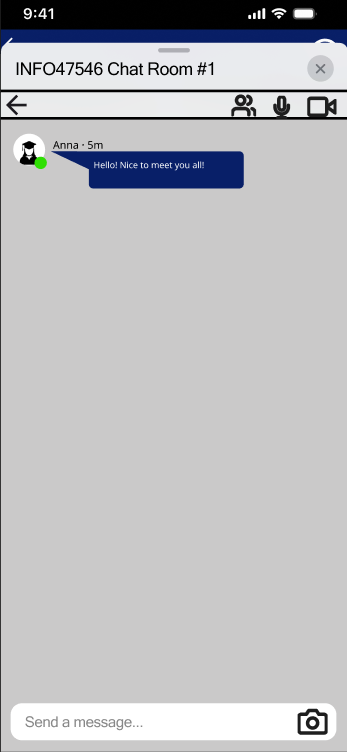 9:41
INFO47546 Chat Room #1
Anna · 5m
Hello! Nice to meet you all!
Send a message...